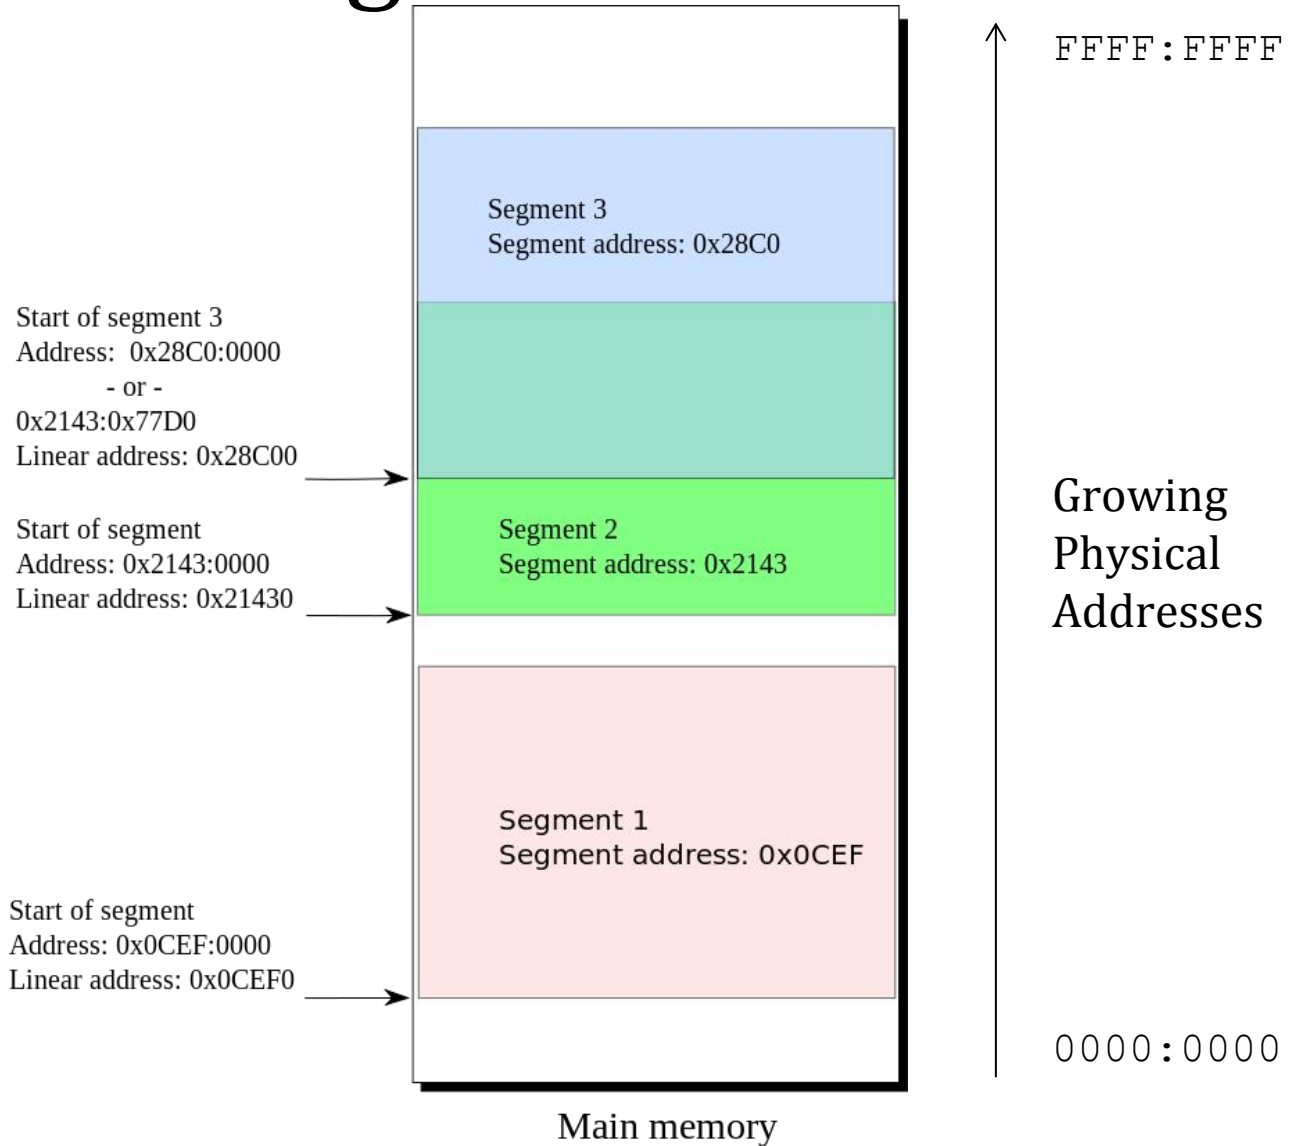 FFFF:FFFF
Segment 3
Segment address: 0x28C0
Start of segment 3
Address:  0x28C0:0000
- or -
0x2143:0x77D0
Linear address: 0x28C00
Start of segment
Address: 0x2143:0000
Linear address: 0x21430
Segment 2
Segment address: 0x2143
Growing
Physical
Addresses
Segment 1
Segment address: 0x0CEF
Start of segment
Address: 0x0CEF:0000
Linear address: 0x0CEF0
0000:0000
Main memory